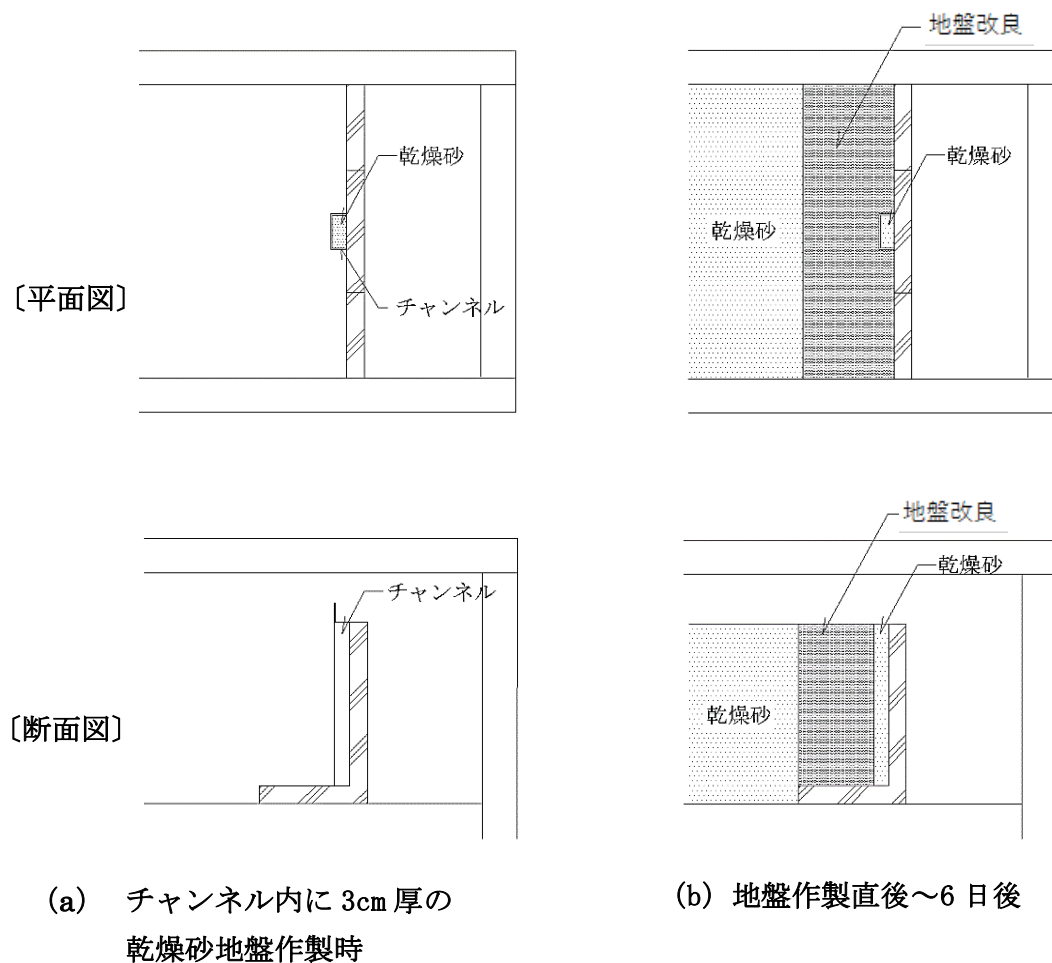 地盤改良
乾燥砂
乾燥砂
乾燥砂
〔平面図〕
チャンネル
地盤改良
チャンネル
乾燥砂
〔断面図〕
乾燥砂
(a) チャンネル内に 3cm 厚の
乾燥砂地盤作製時
(b) 地盤作製直後～6 日後